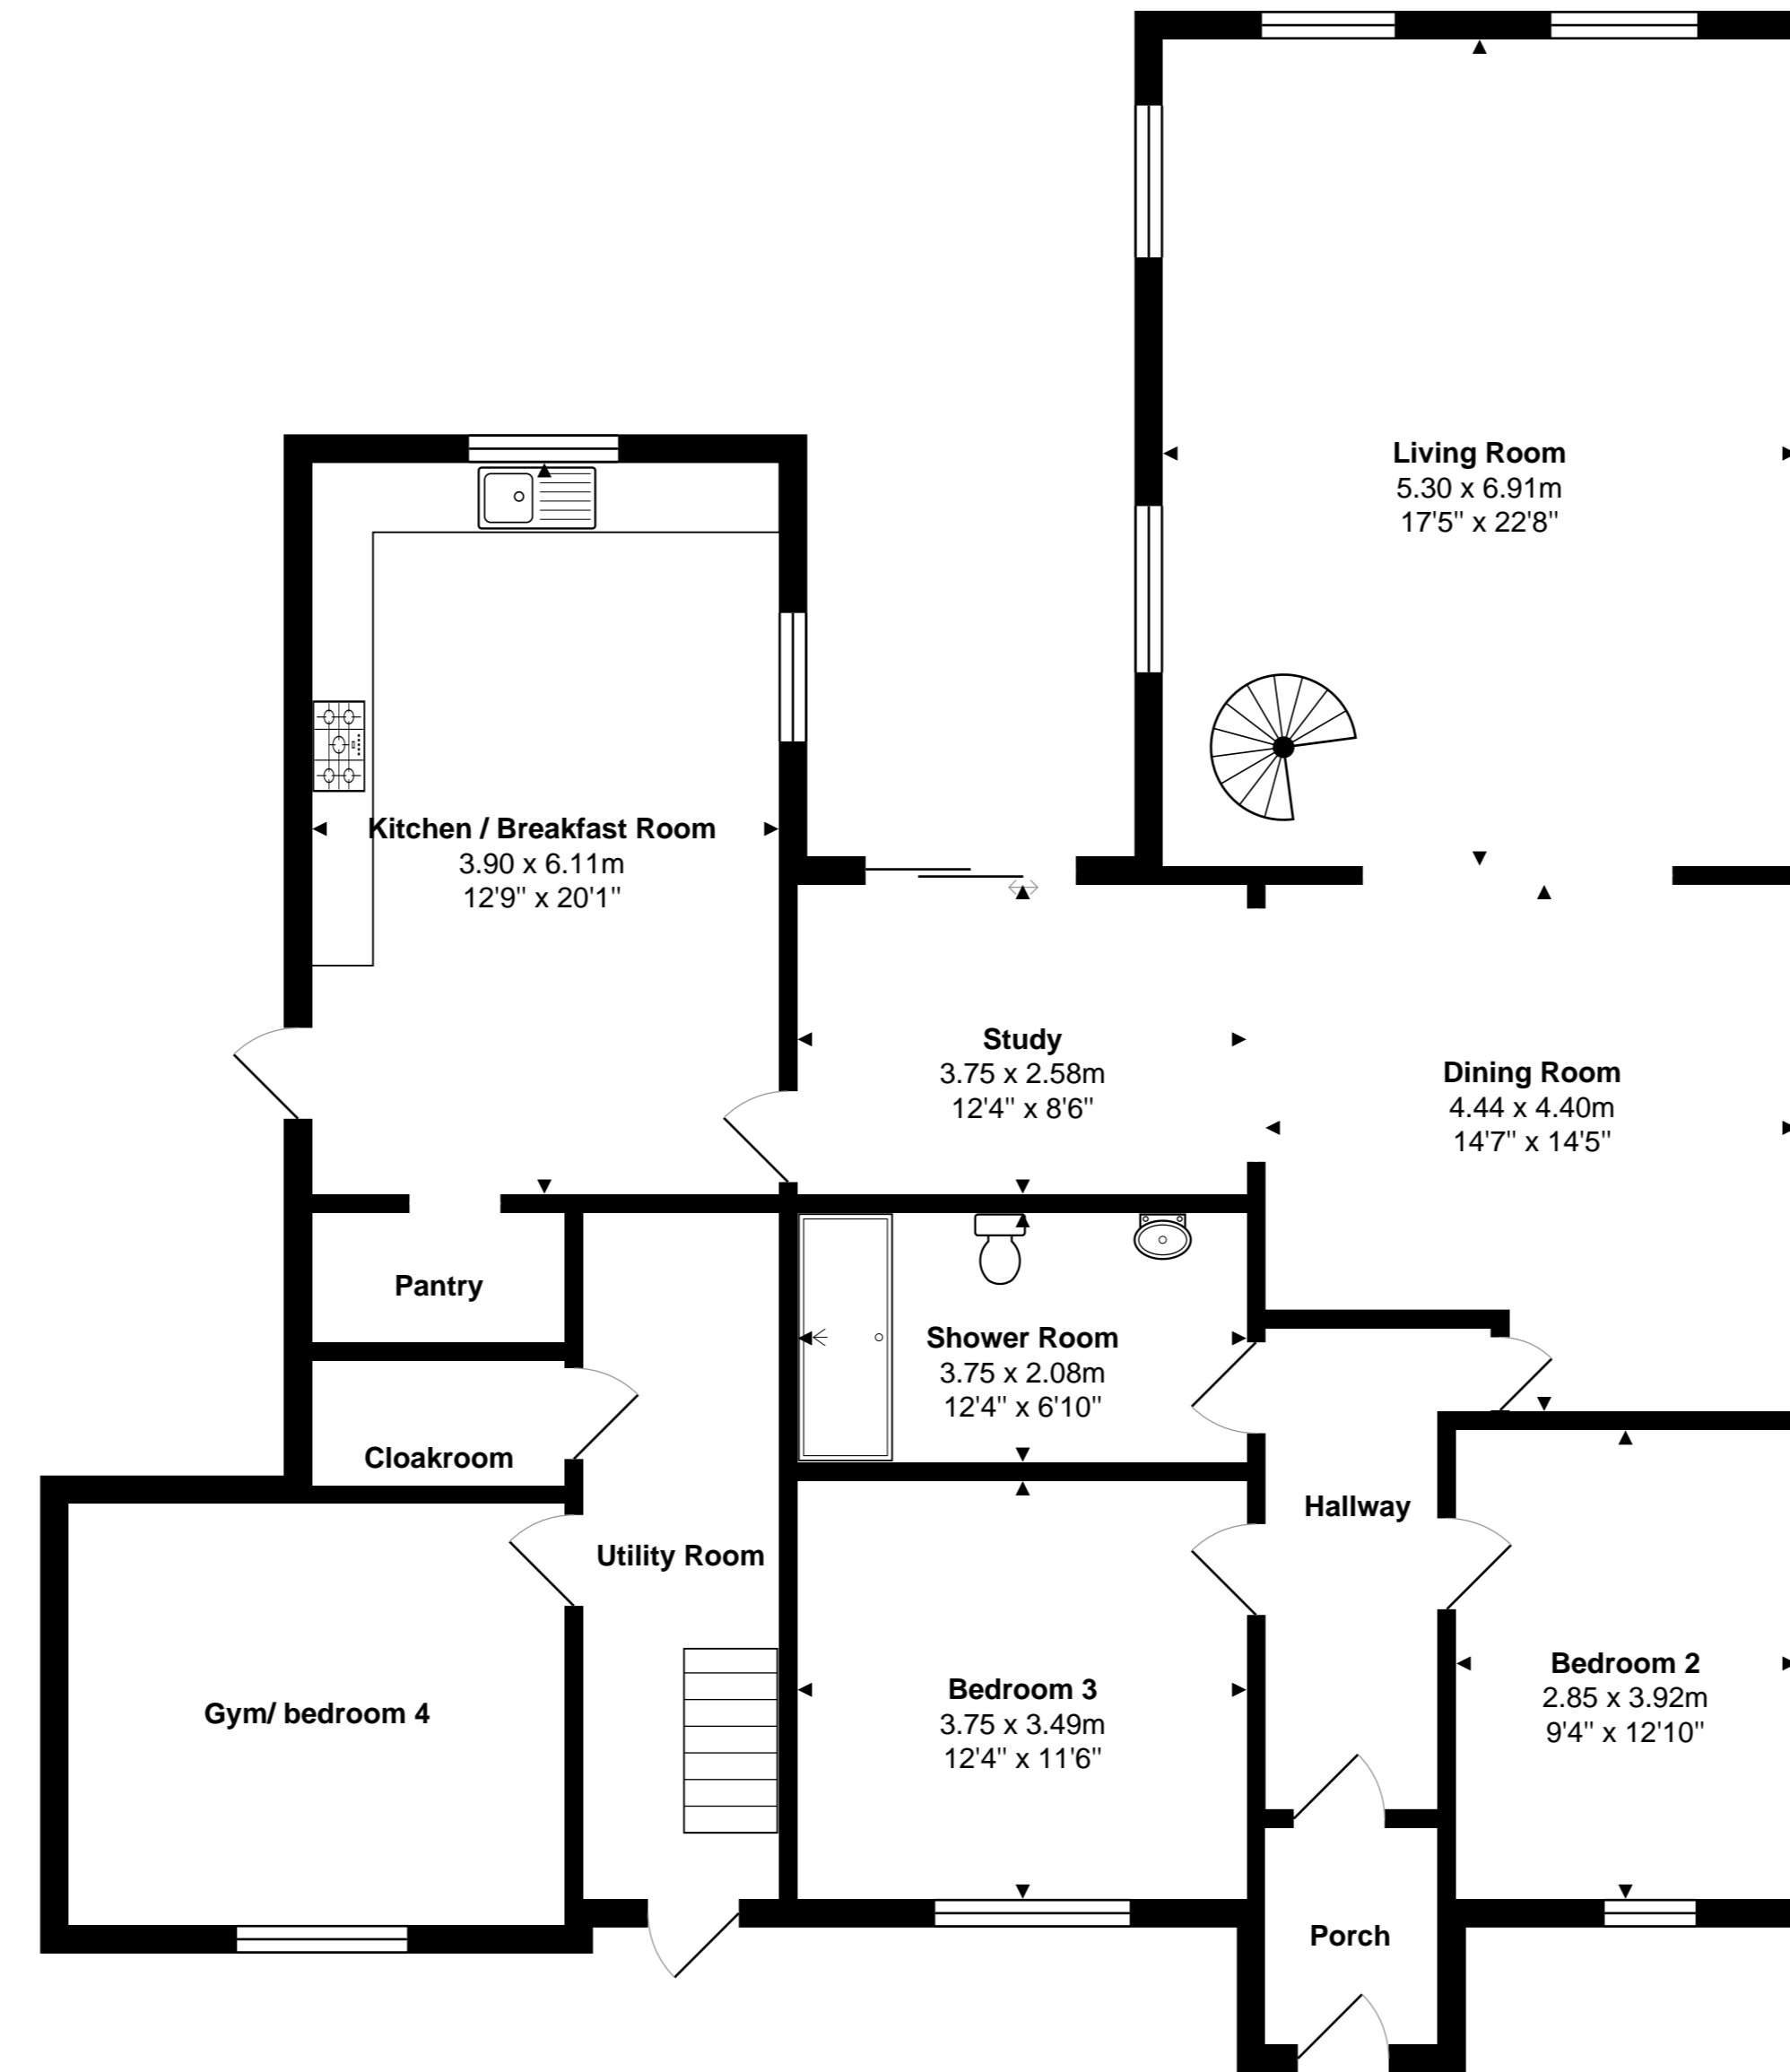 Living Room
5.30 x 6.91m
17'5" x 22'8"
Kitchen / Breakfast Room
3.90 x 6.11m
12'9" x 20'1"
Study
3.75 x 2.58m
12'4" x 8'6"
Dining Room
4.44 x 4.40m
14'7" x 14'5"
Pantry
Shower Room
3.75 x 2.08m
12'4" x 6'10"
Cloakroom
Hallway
Utility Room
Bedroom 3
3.75 x 3.49m
12'4" x 11'6"
Bedroom 2
2.85 x 3.92m
9'4" x 12'10"
Gym/ bedroom 4
Porch